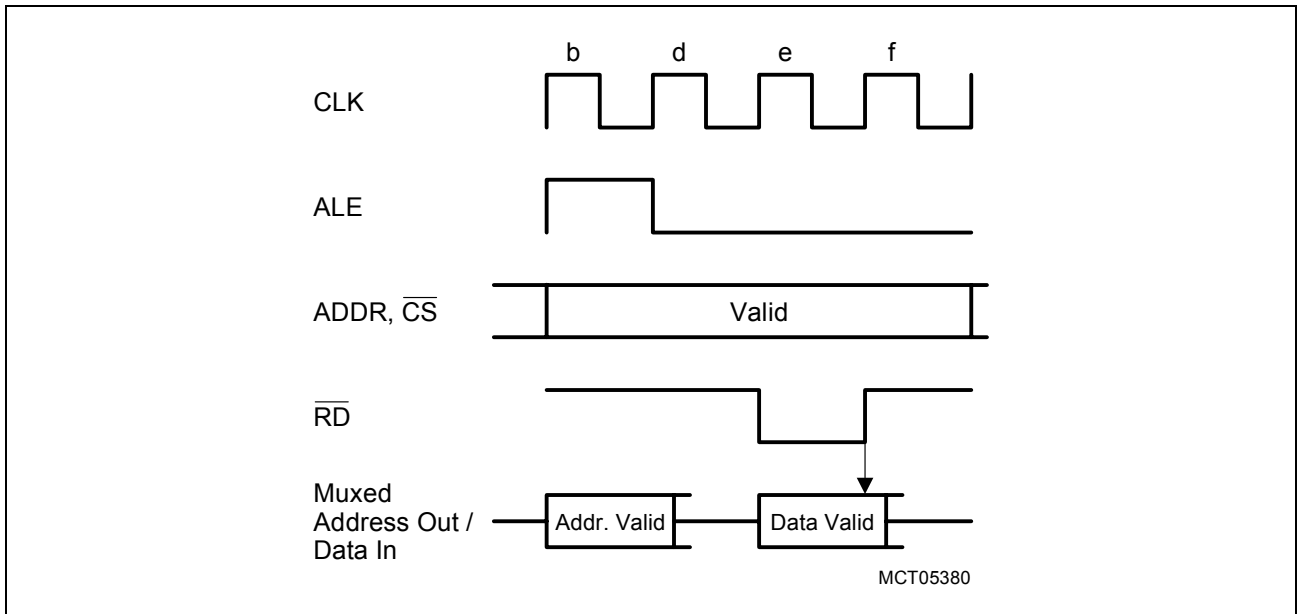 b d e f
CLK
ALE
ADDR, CS
Valid
RD
Muxed
Address Out /
Data In
Addr. Valid
Data Valid
MCT05380